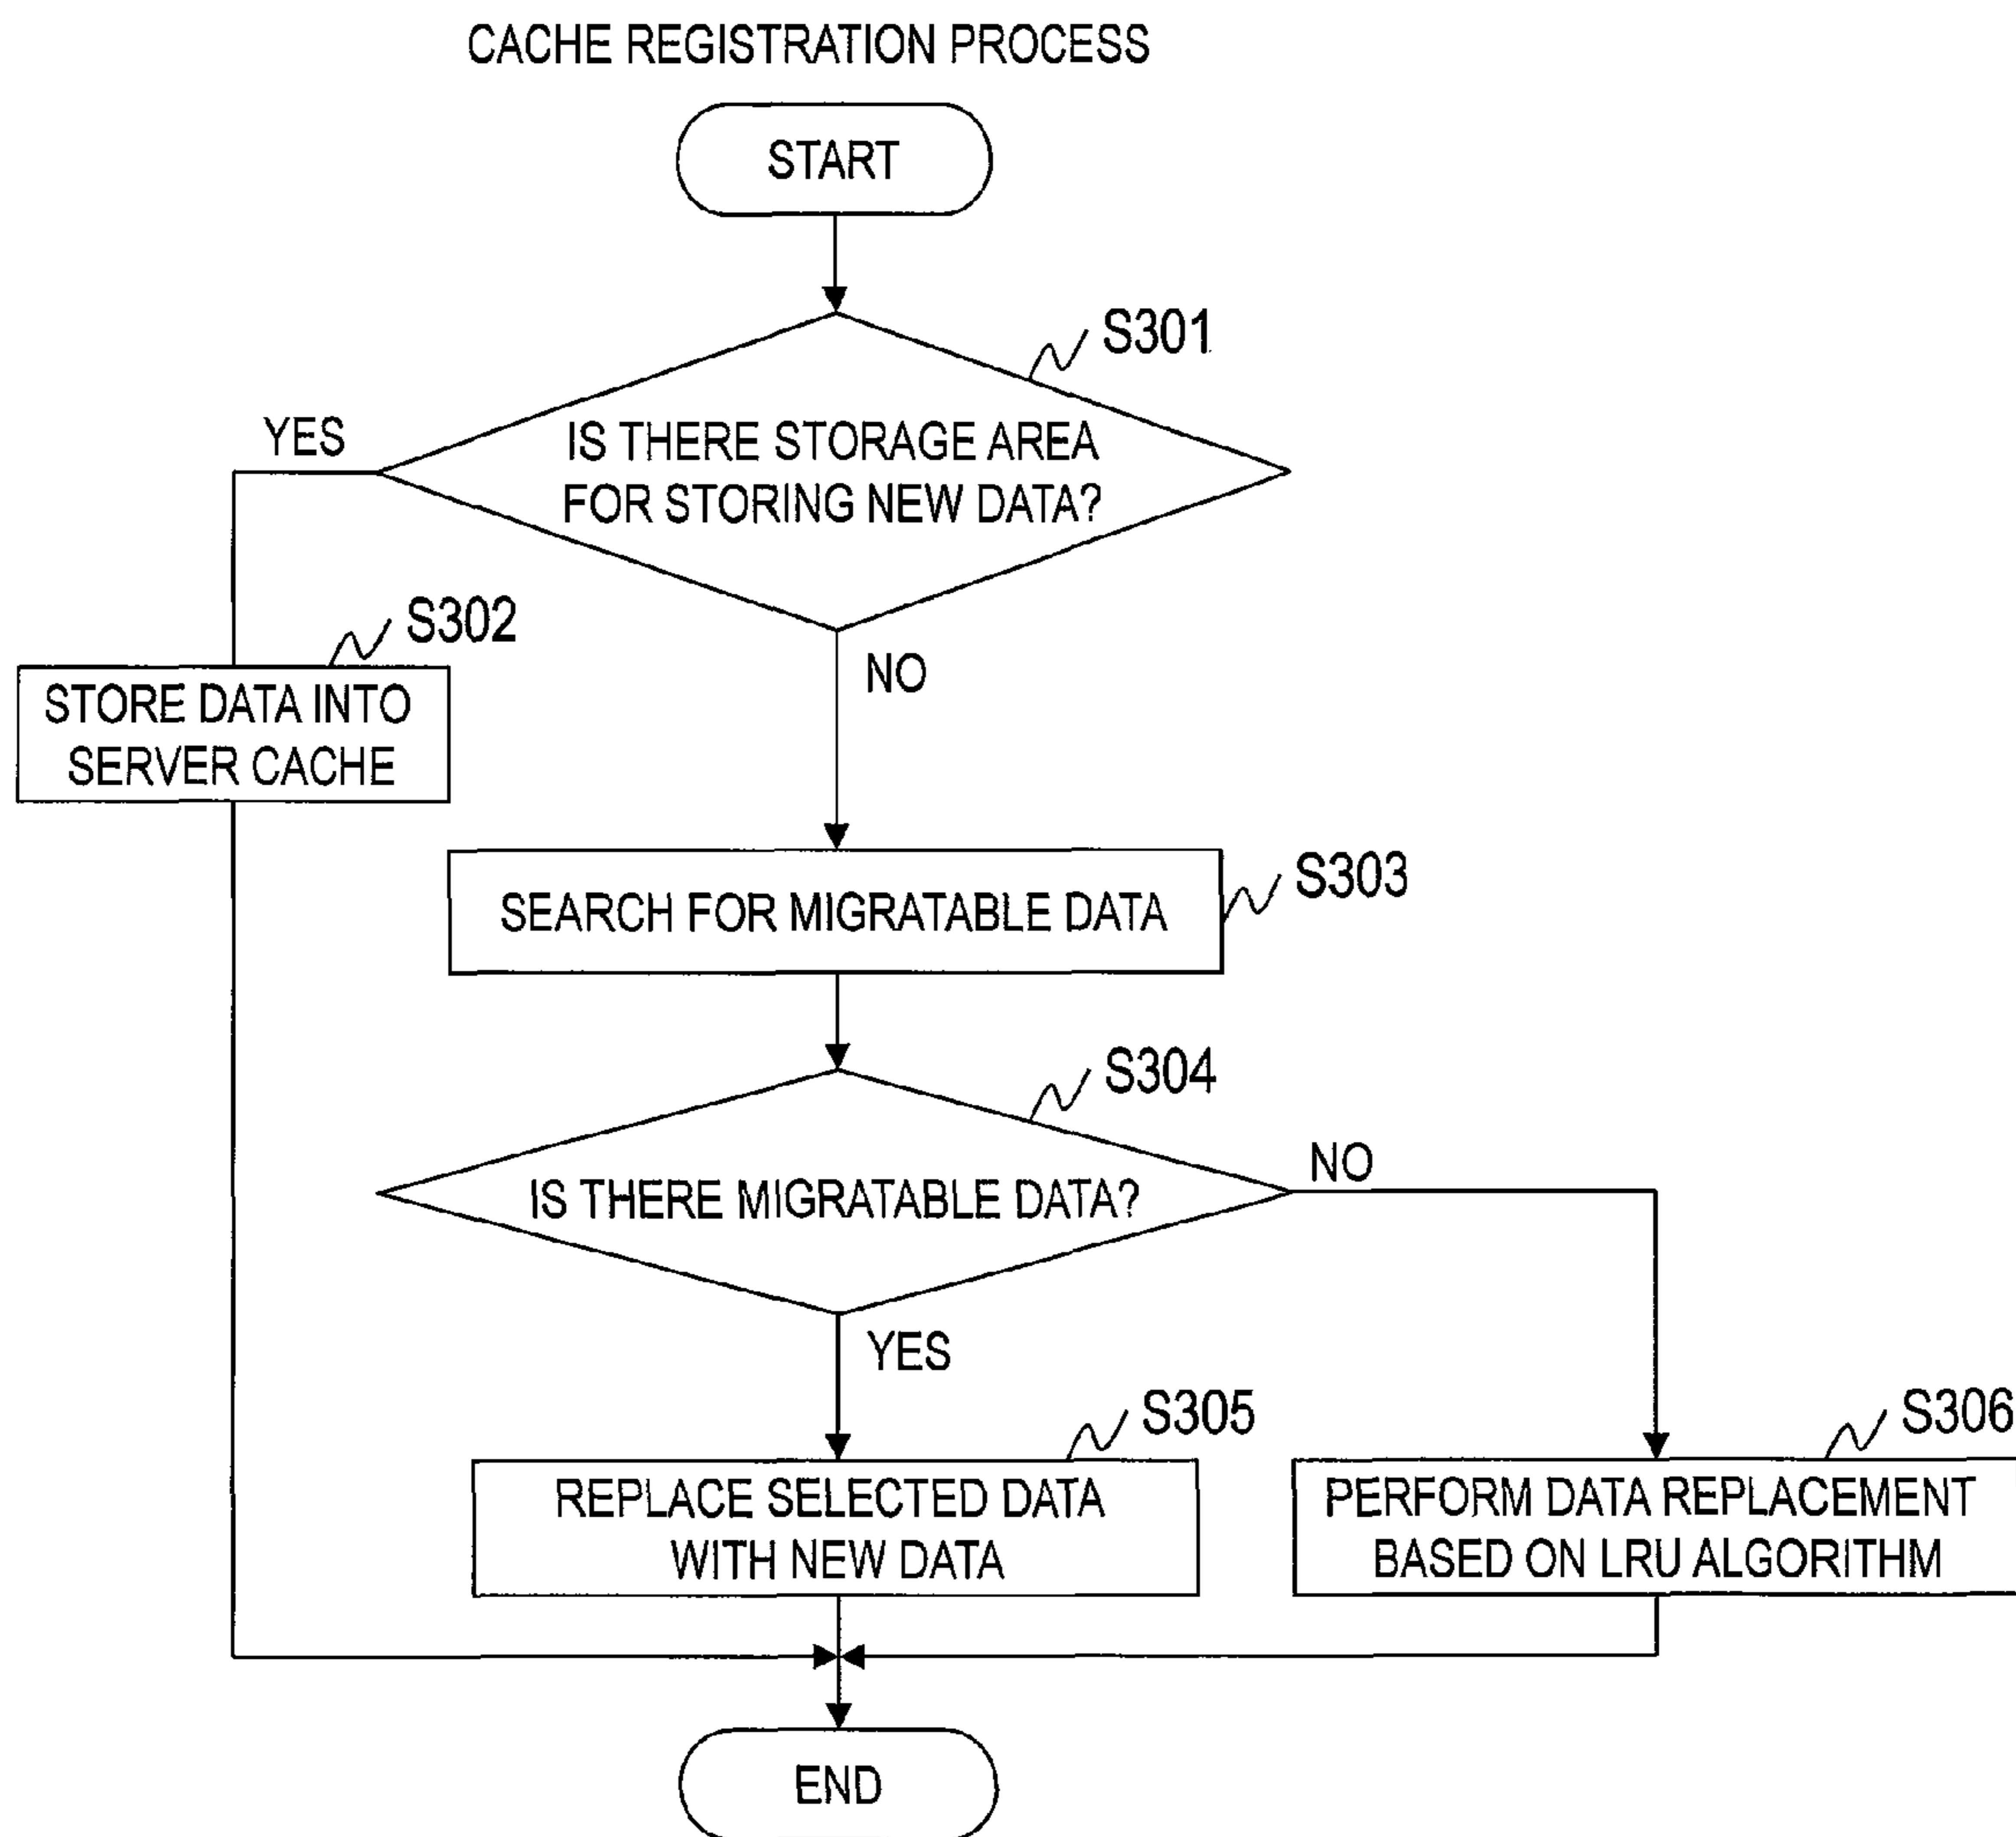 CACHE REGISTRATION PROCESS
START
S301
YES
IS THERE STORAGE AREA
FOR STORING NEW DATA?
S302
NO
STORE DATA INTO
SERVER CACHE
S303
SEARCH FOR MIGRATABLE DATA
S304
NO
IS THERE MIGRATABLE DATA?
YES
S305
S306
REPLACE SELECTED DATA
WITH NEW DATA
PERFORM DATA REPLACEMENT
BASED ON LRU ALGORITHM
END